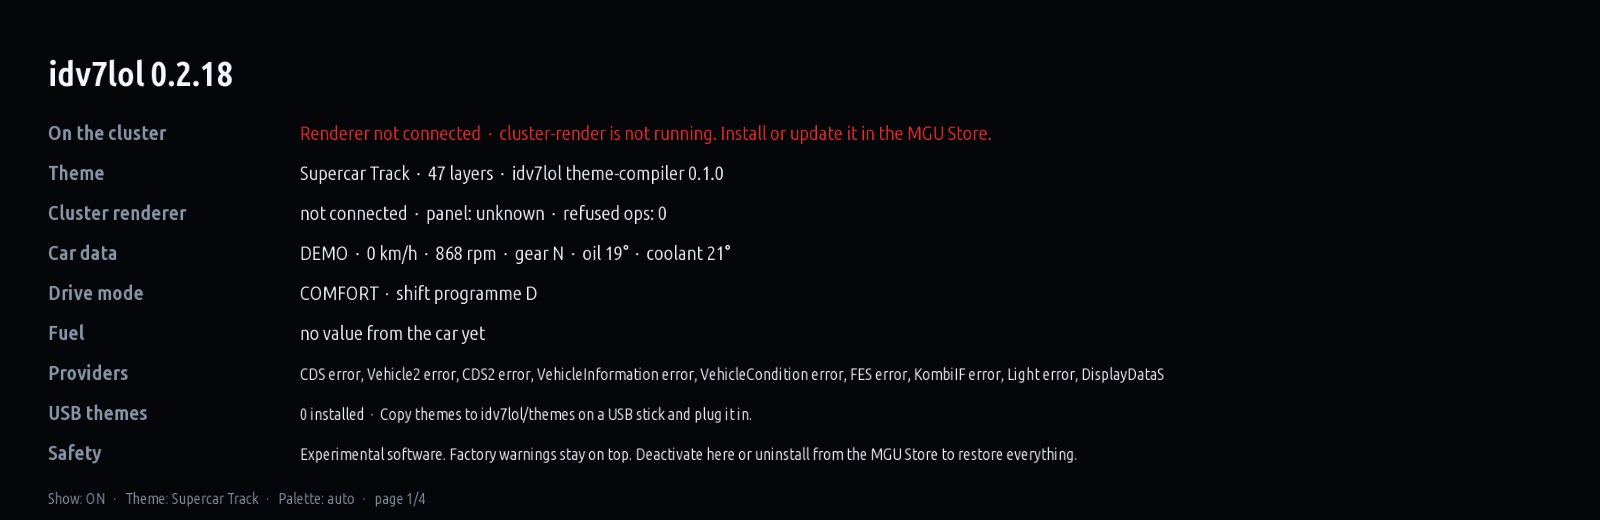 idv7lol 0.2.18
On the cluster Renderer not connected · cluster-render is not running. Install or update it in the MGU Store.
Theme Supercar Track · 47 layers · idv7lol theme-compiler 0.1.0
Cluster renderer not connected · panel: unknown · refused ops: 0
Car data DEMO · 0 km/h · 868 rpm · gear N · oil 19° · coolant 21°
Drive mode COMFORT · shift programme D
Fuel no value from the car yet
Providers CDS error, Vehicle2 error, CDS2 error, VehicleInformation error, VehicleCondition error, FES error, KombiIF error, Light error, DisplayDataS
USB themes 0 installed · Copy themes to idv7lol/themes on a USB stick and plug it in.
Safety Experimental software. Factory warnings stay on top. Deactivate here or uninstall from the MGU Store to restore everything.
Show: ON · Theme: Supercar Track · Palette: auto · page 1/4